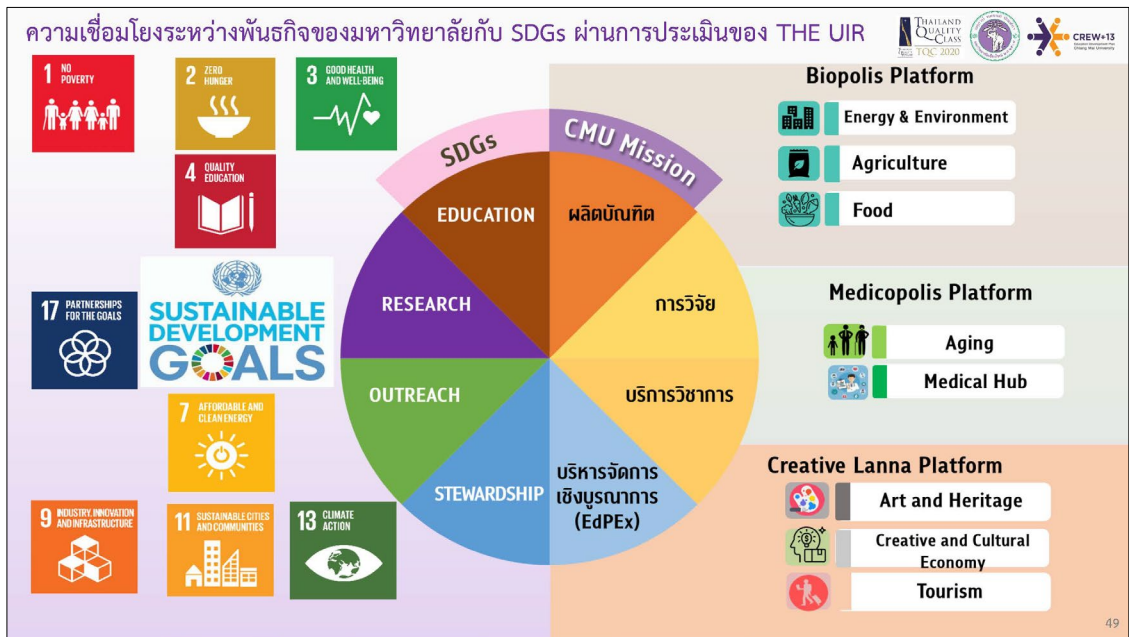 ความเชื่อมโยงระหว่างพันธกิจของมหาวิทยาลัยกับ SDGs ผ่านการประเมินของ THE UIR
THAILAND
QUALITY
CLASS
TQC 2020
CREW+13
1 NO
POVERTY
2 ZERO
HUNGER
3 GOOD HEALTH
AND WELL-BEING
4 QUALITY
EDUCATION
17 PARTNERSHIPS
FOR THE GOALS
SUSTAINABLE
DEVELOPMENT
GOALS
7 AFFORDABLE AND
CLEAN ENERGY
9 INDUSTRY, INNOVATION
AND INFRASTRUCTURE
11 SUSTAINABLE CITIES
AND COMMUNITIES
13 CLIMATE
ACTION
SDGs
CMU Mission
EDUCATION
ผลิตบัณฑิต
RESEARCH
การวิจัย
OUTREACH
บริการวิชาการ
STEWARDSHIP
บริหารจัดการ
เชิงบูรณาการ
(EdPEx)
Biopolis Platform
Energy & Environment
Agriculture
Food
Medicopolis Platform
Aging
Medical Hub
Creative Lanna Platform
Art and Heritage
Creative and Cultural
Economy
Tourism
49